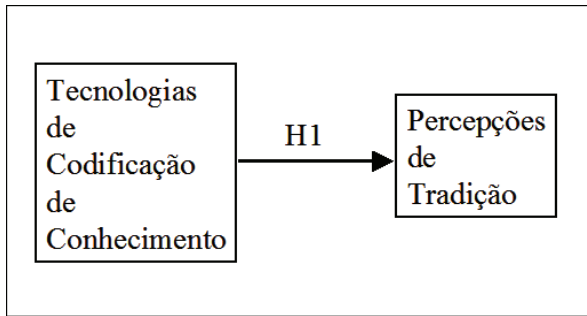 Tecnologias
de
Codificação
de
Conhecimento
H1
Percepções
de
Tradição